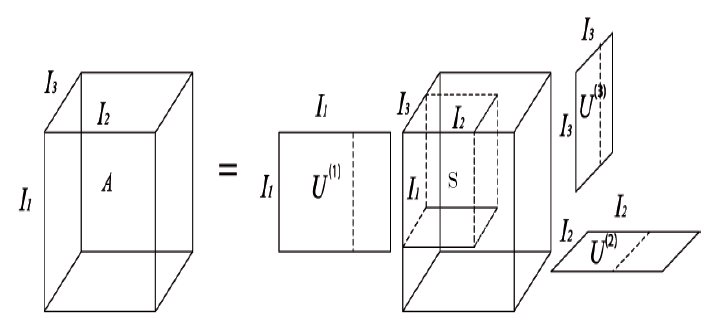 I₃
I₂
I₁
A
=
I₁
I₁
U⁽¹⁾
I₃
I₂
I₁
S
I₃
I₃
U⁽³⁾
I₂
I₂
U⁽²⁾